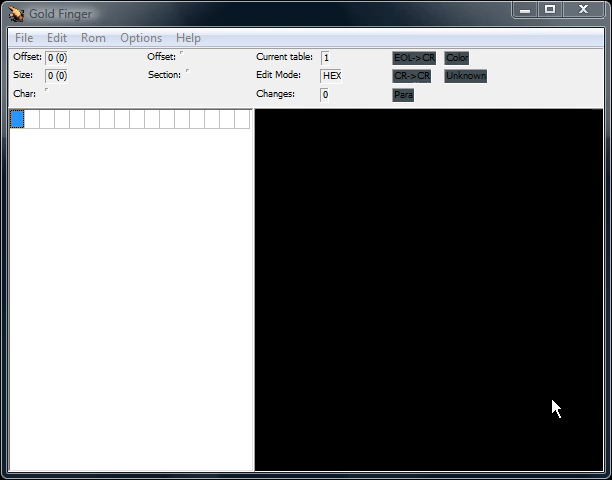 Gold Finger
File Edit Rom Options Help
Offset: 0 (0) Offset: Current table: 1 EOL->CR Color
Size: 0 (0) Section: Edit Mode: HEX CR->CR Unknown
Char: Changes: 0 Para